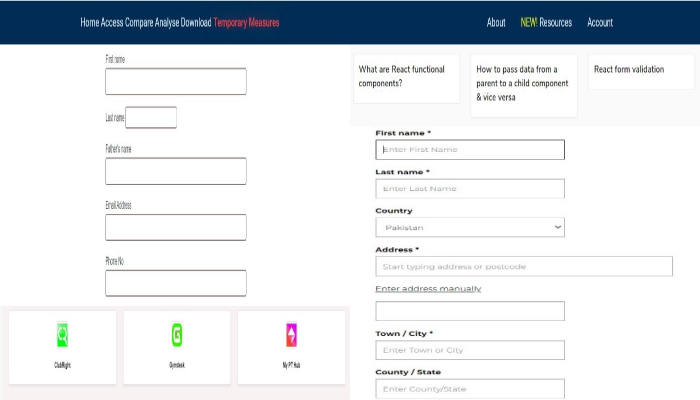 Home Access Compare Analyse Download Temporary Measures
About NEW! Resources Account
First name
Last name
Father's name
Email Address
Phone No
ClubRight
Gymdesk
My PT Hub
What are React functional
components?
How to pass data from a
parent to a child component
& vice versa
React form validation
First name *
Enter First Name
Last name *
Enter Last Name
Country
Pakistan
Address *
Start typing address or postcode
Enter address manually
Town / City *
Enter Town or City
County / State
Enter County/State